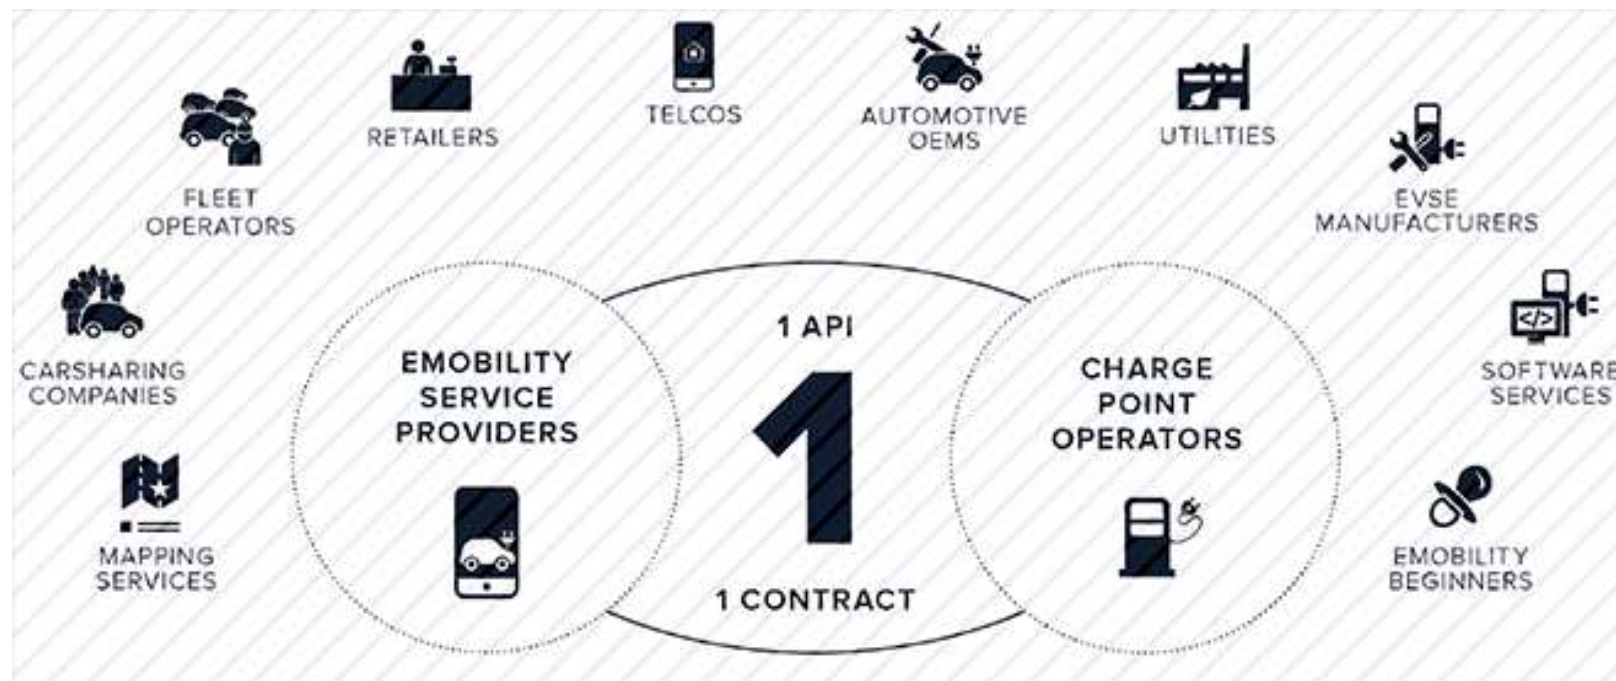 TELCOS
RETAILERS
AUTOMOTIVE
OEMS
UTILITIES
FLEET
OPERATORS
EVSE
MANUFACTURERS
CARSHARING
COMPANIES
SOFTWARE
SERVICES
MAPPING
SERVICES
EMOBILITY
BEGINNERS
EMOBILITY
SERVICE
PROVIDERS
1 API
1
1 CONTRACT
CHARGE
POINT
OPERATORS
</>